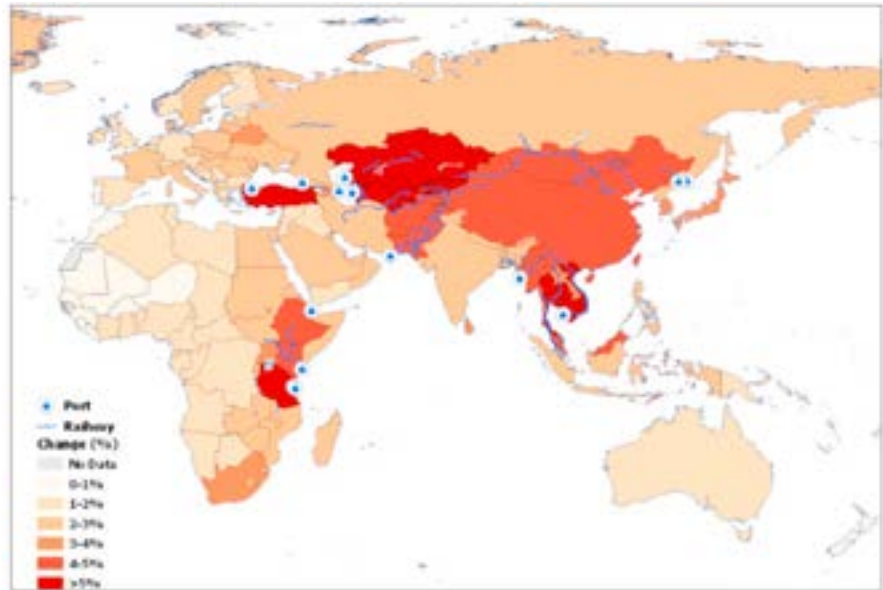 Port
Railway
Change (%)
No Data
0-1%
1-2%
2-3%
3-4%
4-5%
>5%